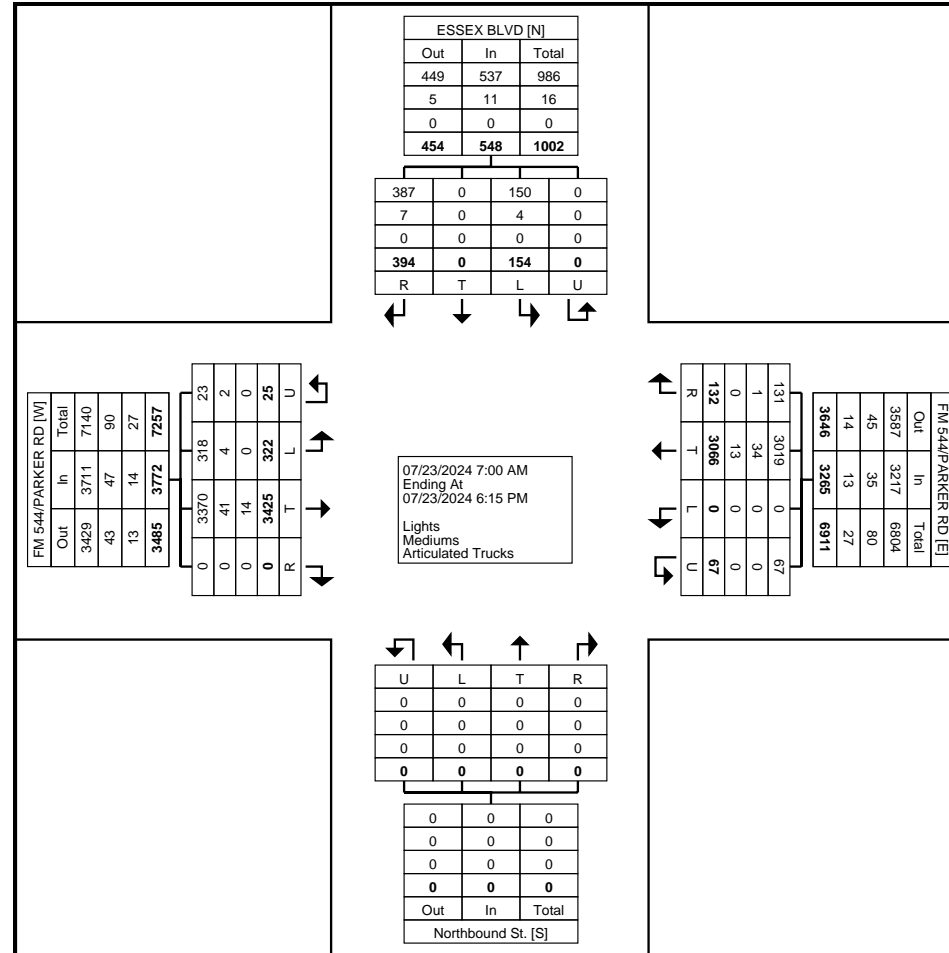 ESSEX BLVD [N]
Out In Total
449 537 986
5 11 16
0 0 0
454 548 1002
387 0 150 0
7 0 4 0
0 0 0 0
394 0 154 0
R T L U
FM 544/PARKER RD [W]
Total 7140 90 27 7257
In 3711 47 14 3772
Out 3429 43 13 3485
23 2 0 25 U
318 4 0 322 L
3370 41 14 3425 T
0 0 0 0 R
07/23/2024 7:00 AM
Ending At
07/23/2024 6:15 PM
Lights
Mediums
Articulated Trucks
R 132 0 1 131
T 3066 13 34 3019
L 0 0 0 0
U 67 0 0 67
FM 544/PARKER RD [E]
Out 3587 45 14 3646
In 3217 35 13 3265
Total 6804 80 27 6911
U L T R
0 0 0 0
0 0 0 0
0 0 0 0
0 0 0 0
0 0 0
0 0 0
0 0 0
0 0 0
Out In Total
Northbound St. [S]